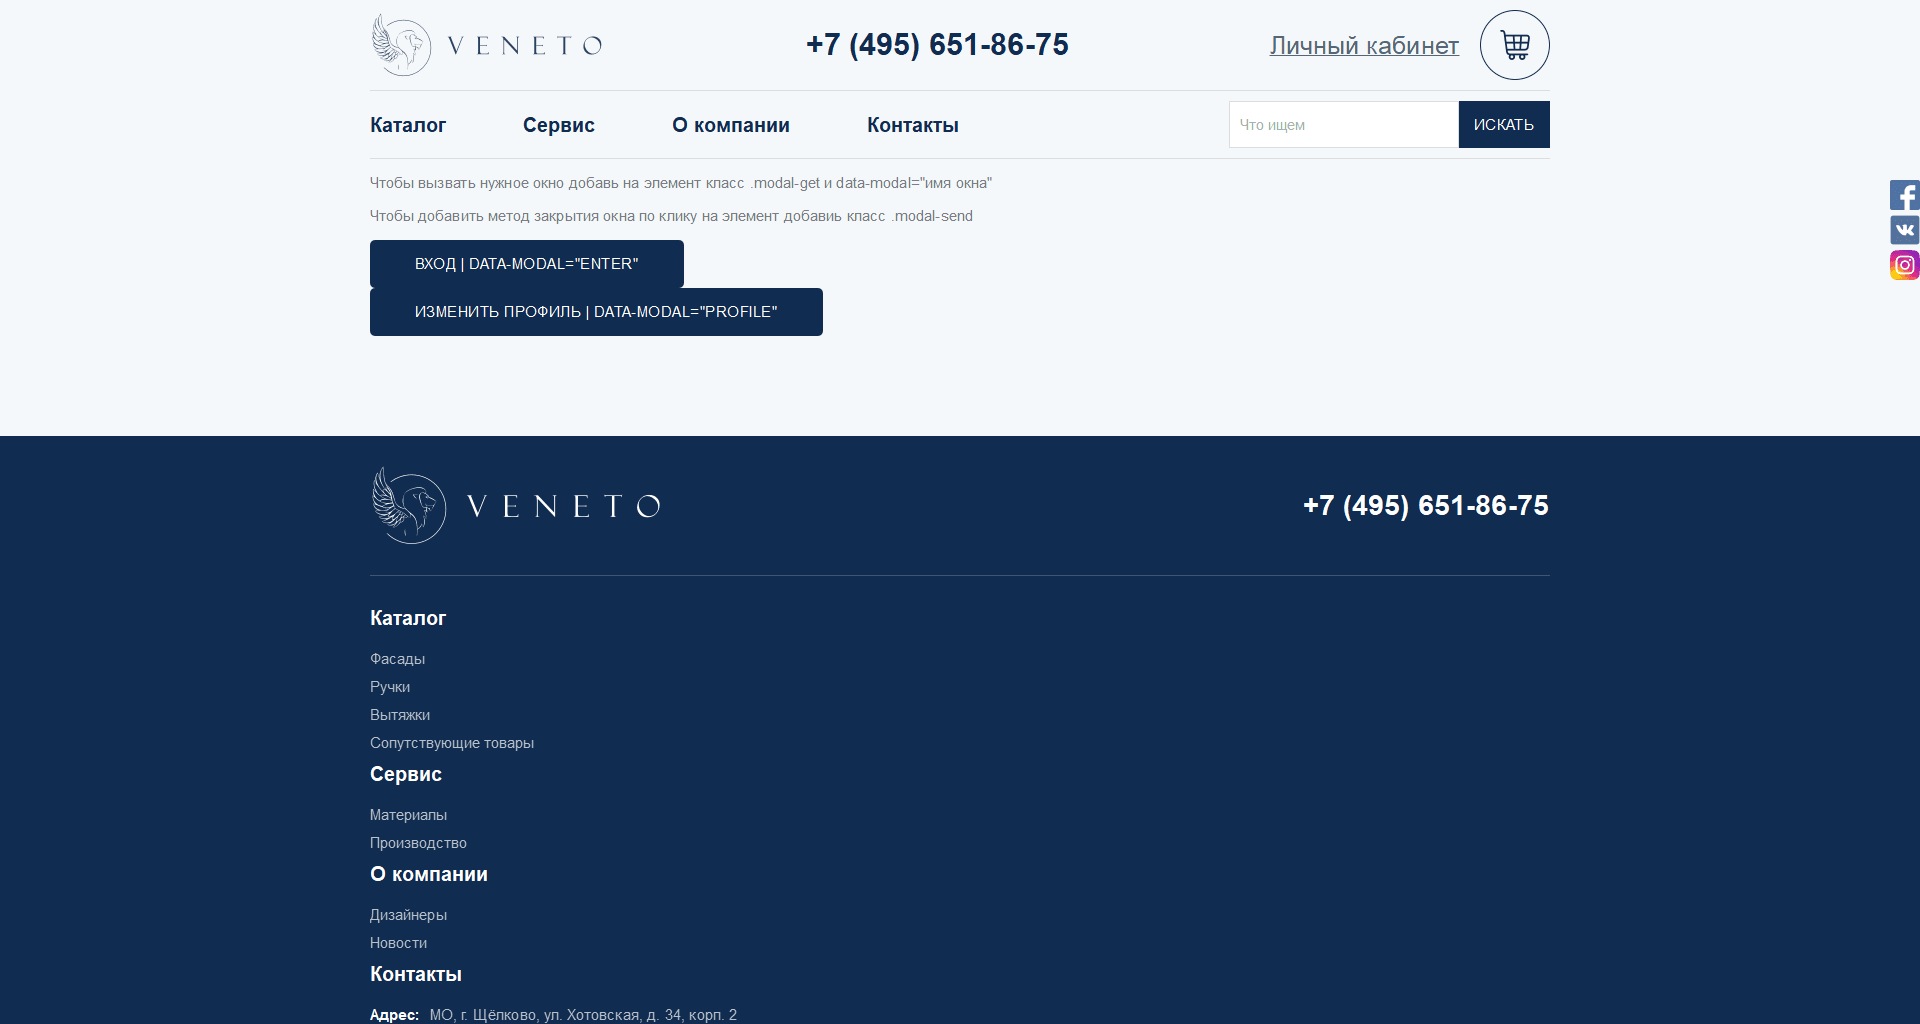 VENETO
+7 (495) 651-86-75
Личный кабинет
Каталог Сервис О компании Контакты
Что ищем ИСКАТЬ
Чтобы вызвать нужное окно добавь на элемент класс .modal-get и data-modal="имя окна"
Чтобы добавить метод закрытия окна по клику на элемент добавиь класс .modal-send
ВХОД | DATA-MODAL="ENTER"
ИЗМЕНИТЬ ПРОФИЛЬ | DATA-MODAL="PROFILE"
VENETO
+7 (495) 651-86-75
Каталог
Фасады
Ручки
Вытяжки
Сопутствующие товары
Сервис
Материалы
Производство
О компании
Дизайнеры
Новости
Контакты
Адрес: МО, г. Щёлково, ул. Хотовская, д. 34, корп. 2